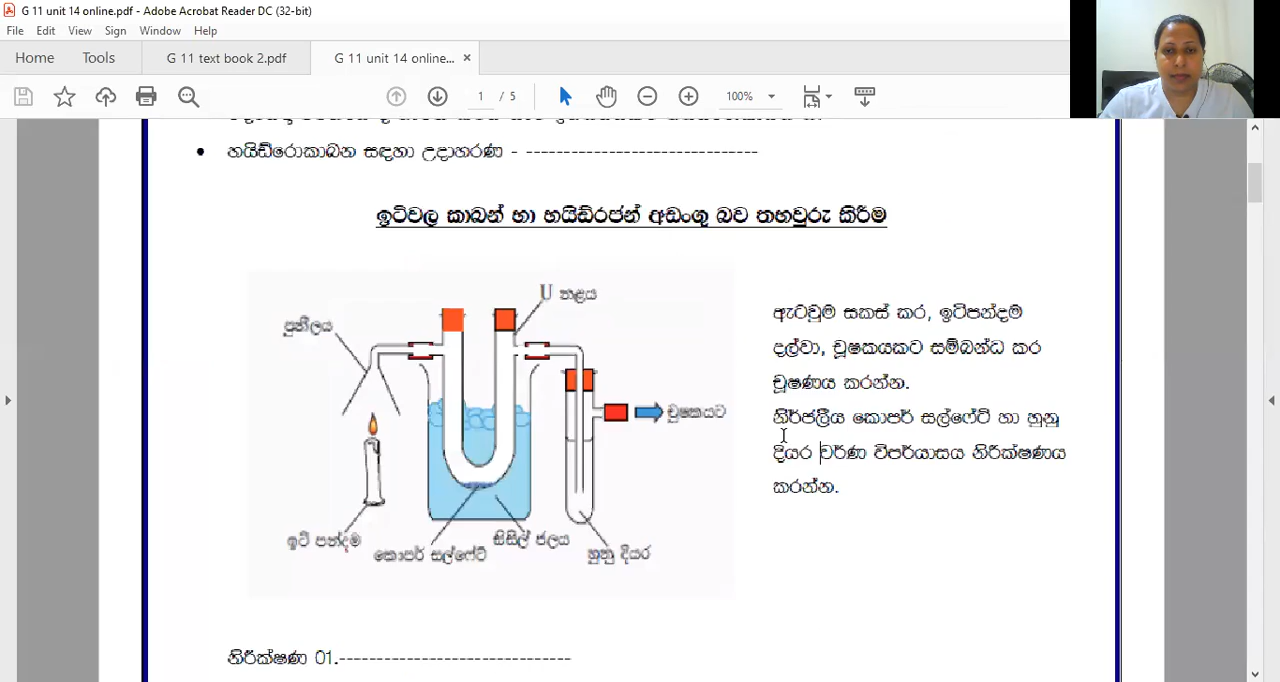 G 11 unit 14 online.pdf - Adobe Acrobat Reader DC (32-bit)
File Edit View Sign Window Help
Home Tools G 11 text book 2.pdf G 11 unit 14 online... ×
1 / 5 100%
• හයිඩ්රොකාබන සඳහා උදාහරණ - -------------------------------
ඉටිවල කාබන් හා හයිඩ්රජන් අඩංගු බව තහවුරු කිරීම
U නළය
පුනීලය
චූෂකයට
ඉටි පන්දම
කොපර් සල්ෆේට්
සිසිල් ජලය
හුනු දියර
ඇටවුම සකස් කර, ඉටිපන්දම
දල්වා, චූෂකයකට සම්බන්ධ කර
චූෂණය කරන්න.
නිර්ජලීය කොපර් සල්ෆේට් හා හුනු
දියර වර්ණ විපර්යාසය නිරීක්ෂණය
කරන්න.
නිරීක්ෂණ 01.-------------------------------